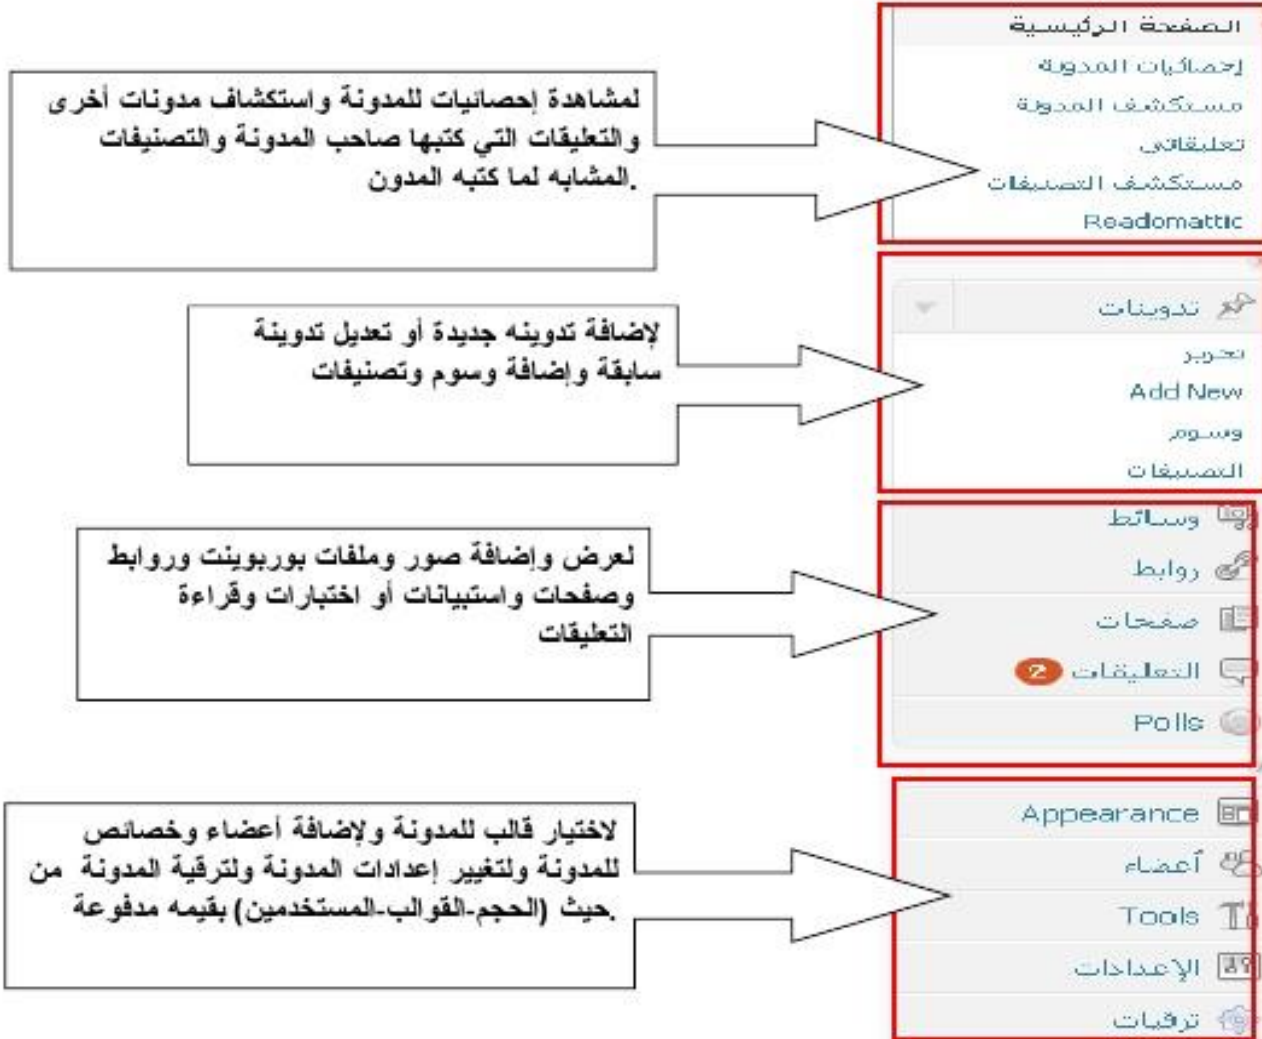 الصفحة الرئيسية
إحصائيات المدونة
مستكشف المدونة
تعليقاتي
مستكشف التصنيفات
Readomattic
لمشاهدة إحصائيات للمدونة واستكشاف مدونات أخرى
والتعليقات التي كتبها صاحب المدونة والتصنيفات
المشابه لما كتبه المدون.
تدوينات
تحرير
Add New
وسوم
التصنيفات
لإضافة تدوينه جديدة أو تعديل تدوينة
سابقة وإضافة وسوم وتصنيفات
وسائط
روابط
صفحات
التعليقات 2
Polls
لعرض وإضافة صور وملفات بوربوينت وروابط
وصفحات واستبيانات أو اختبارات وقراءة
التعليقات
Appearance
أعضاء
Tools
الإعدادات
ترقيات
لاختيار قالب للمدونة ولإضافة أعضاء وخصائص
للمدونة ولتغيير إعدادات المدونة ولترقية المدونة من
حيث (الحجم-القوالب-المستخدمين) بقيمه مدفوعة.